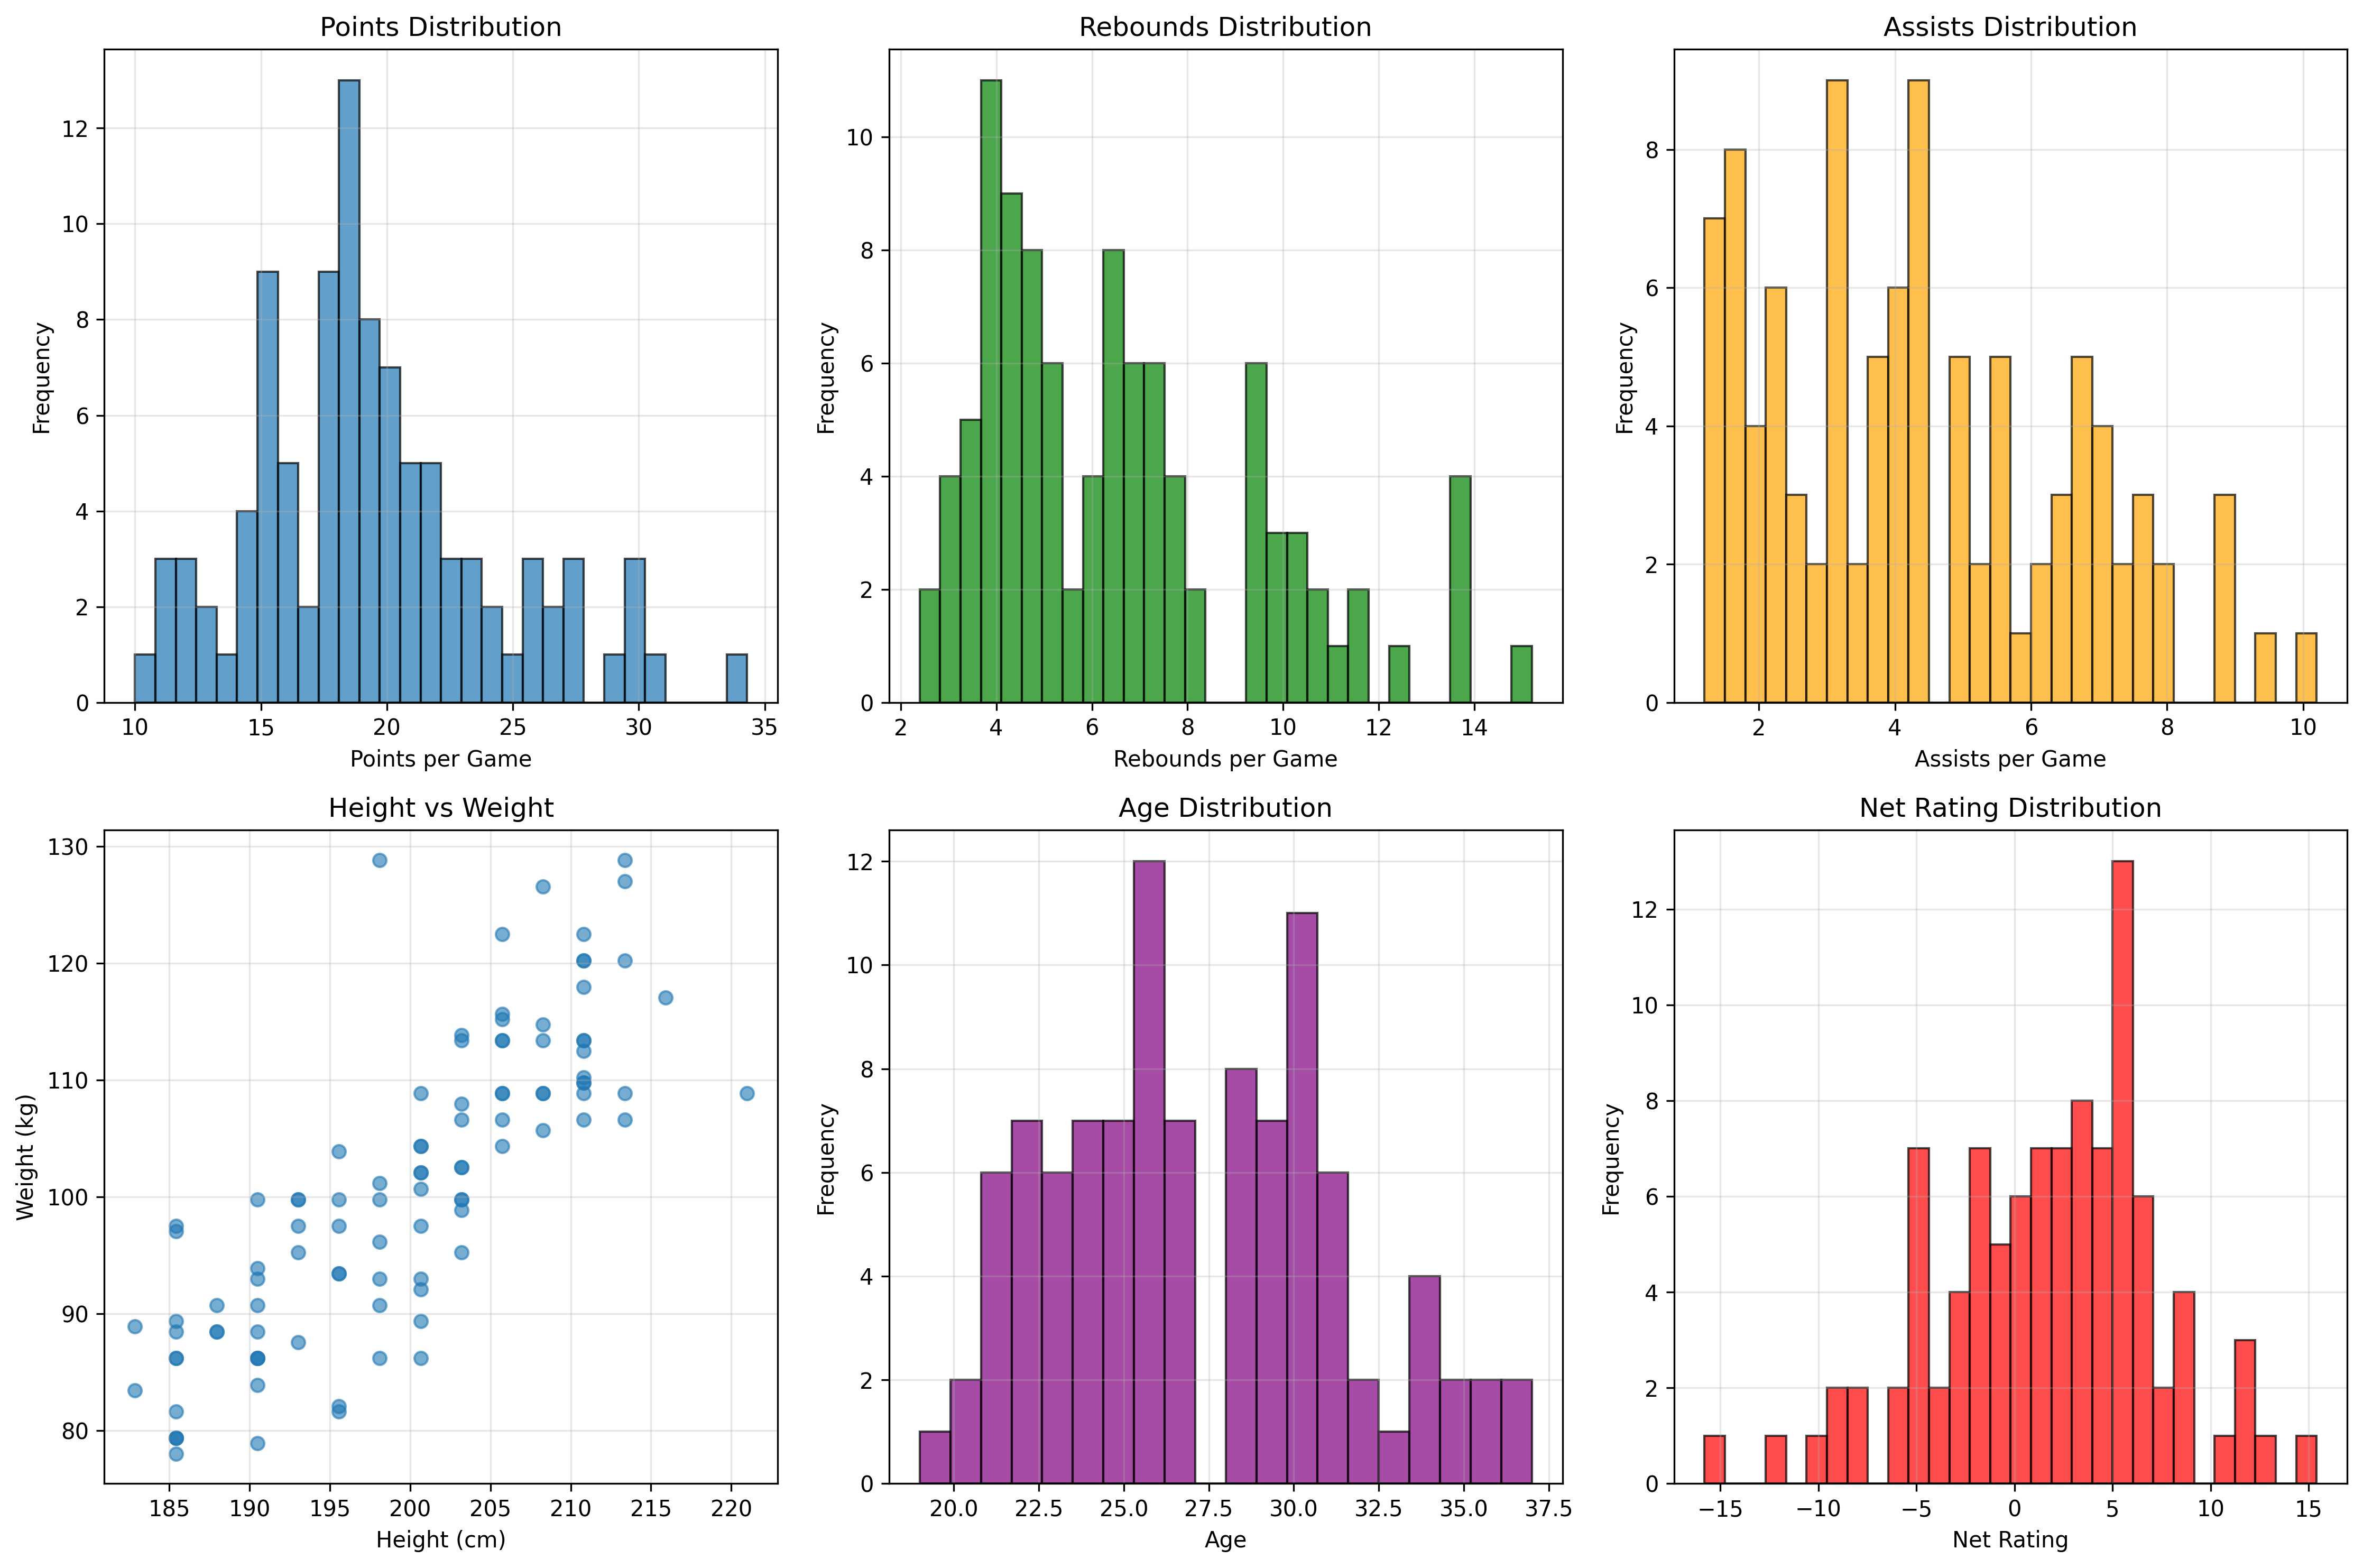 Points Distribution
Frequency
0
2
4
6
8
10
12
10 15 20 25 30 35
Points per Game
Rebounds Distribution
Frequency
0
2
4
6
8
10
2 4 6 8 10 12 14
Rebounds per Game
Assists Distribution
Frequency
0
2
4
6
8
2 4 6 8 10
Assists per Game
Height vs Weight
Weight (kg)
80
90
100
110
120
130
185 190 195 200 205 210 215 220
Height (cm)
Age Distribution
Frequency
0
2
4
6
8
10
12
20.0 22.5 25.0 27.5 30.0 32.5 35.0 37.5
Age
Net Rating Distribution
Frequency
0
2
4
6
8
10
12
−15 −10 −5 0 5 10 15
Net Rating